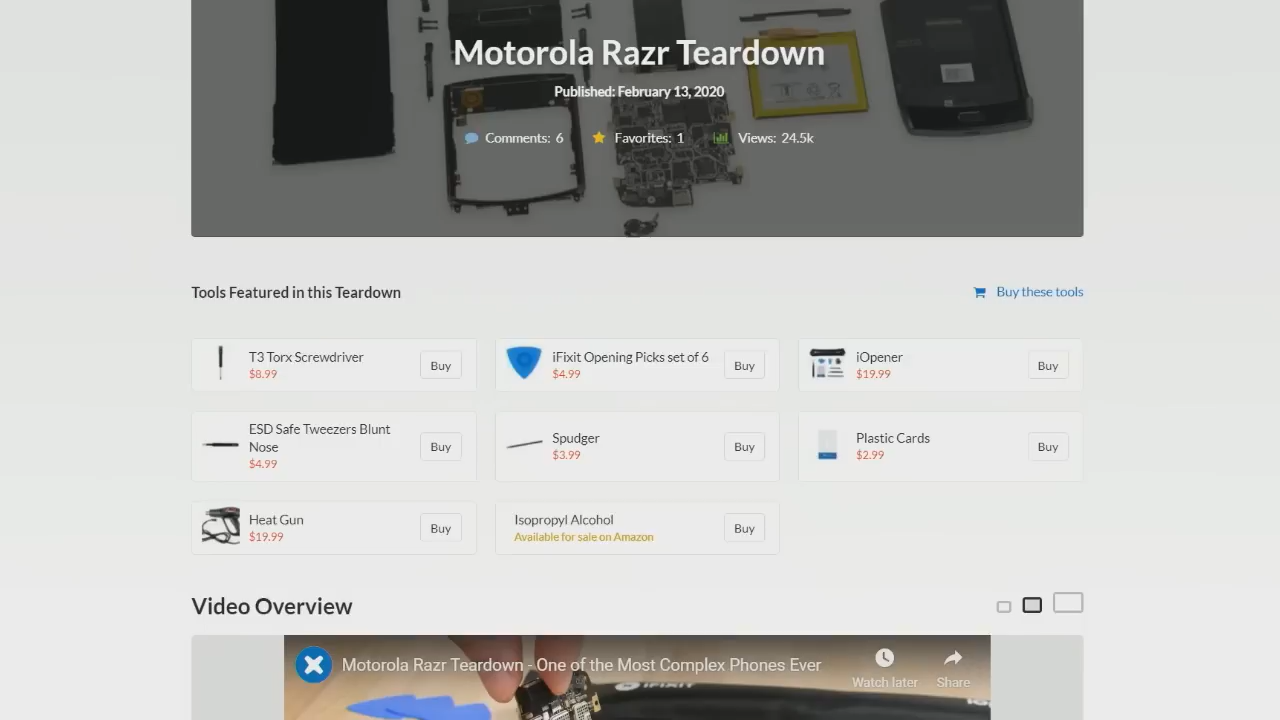 Motorola Razr Teardown
Published: February 13, 2020
Comments: 6 Favorites: 1 Views: 24.5k
Tools Featured in this Teardown
Buy these tools
T3 Torx Screwdriver
$8.99
Buy
iFixit Opening Picks set of 6
$4.99
Buy
iOpener
$19.99
Buy
ESD Safe Tweezers Blunt
Nose
$4.99
Buy
Spudger
$3.99
Buy
Plastic Cards
$2.99
Buy
Heat Gun
$19.99
Buy
Isopropyl Alcohol
Available for sale on Amazon
Buy
Video Overview
Motorola Razr Teardown - One of the Most Complex Phones Ever
Watch later
Share
IFIXIT